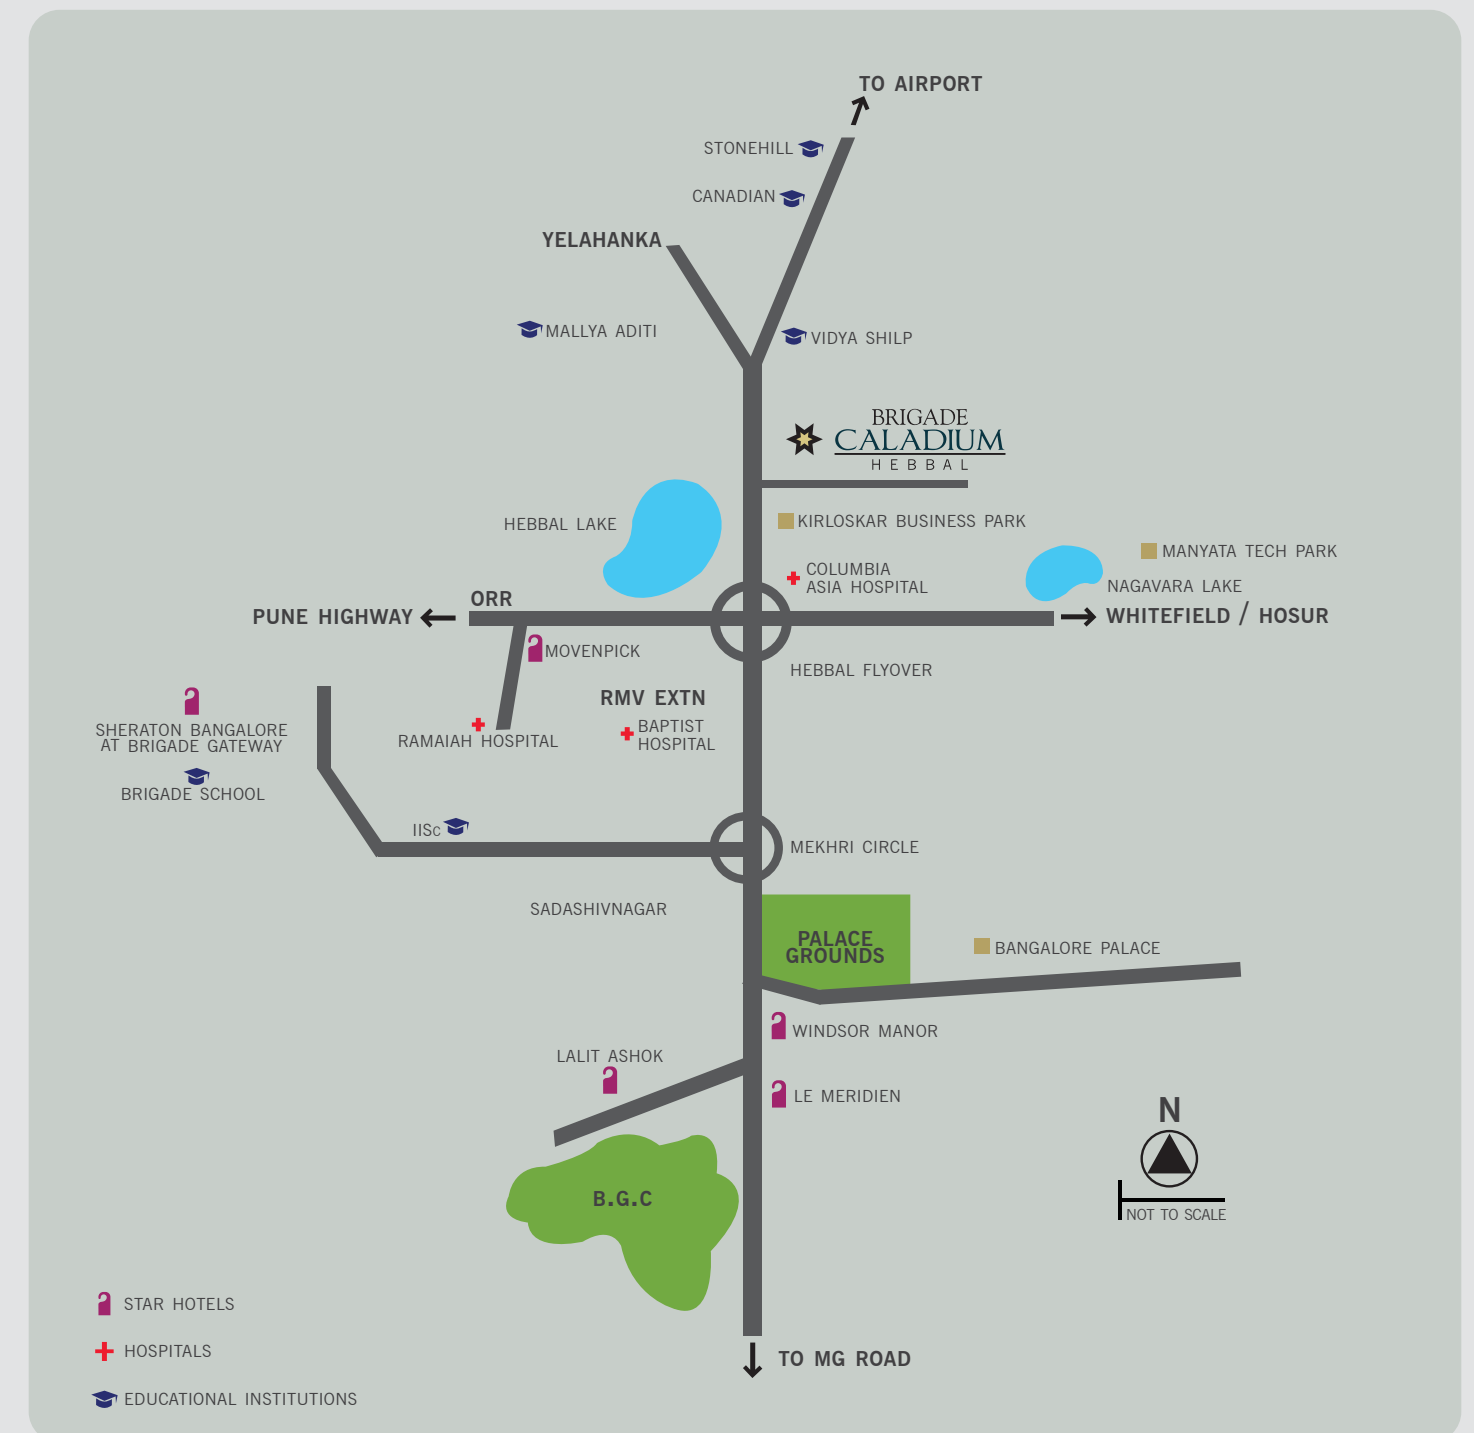 TO AIRPORT
STONEHILL
CANADIAN
YELAHANKA
MALLYA ADITI
VIDYA SHILP
BRIGADE
CALADIUM
HEBBAL
HEBBAL LAKE
KIRLOSKAR BUSINESS PARK
MANYATA TECH PARK
COLUMBIA
ASIA HOSPITAL
NAGAVARA LAKE
ORR
PUNE HIGHWAY
WHITEFIELD / HOSUR
MOVENPICK
HEBBAL FLYOVER
RMV EXTN
SHERATON BANGALORE
AT BRIGADE GATEWAY
RAMAIAH HOSPITAL
BAPTIST
HOSPITAL
BRIGADE SCHOOL
IISc
MEKHRI CIRCLE
SADASHIVNAGAR
PALACE
GROUNDS
BANGALORE PALACE
WINDSOR MANOR
LALIT ASHOK
LE MERIDIEN
N
B.G.C
NOT TO SCALE
STAR HOTELS
HOSPITALS
TO MG ROAD
EDUCATIONAL INSTITUTIONS